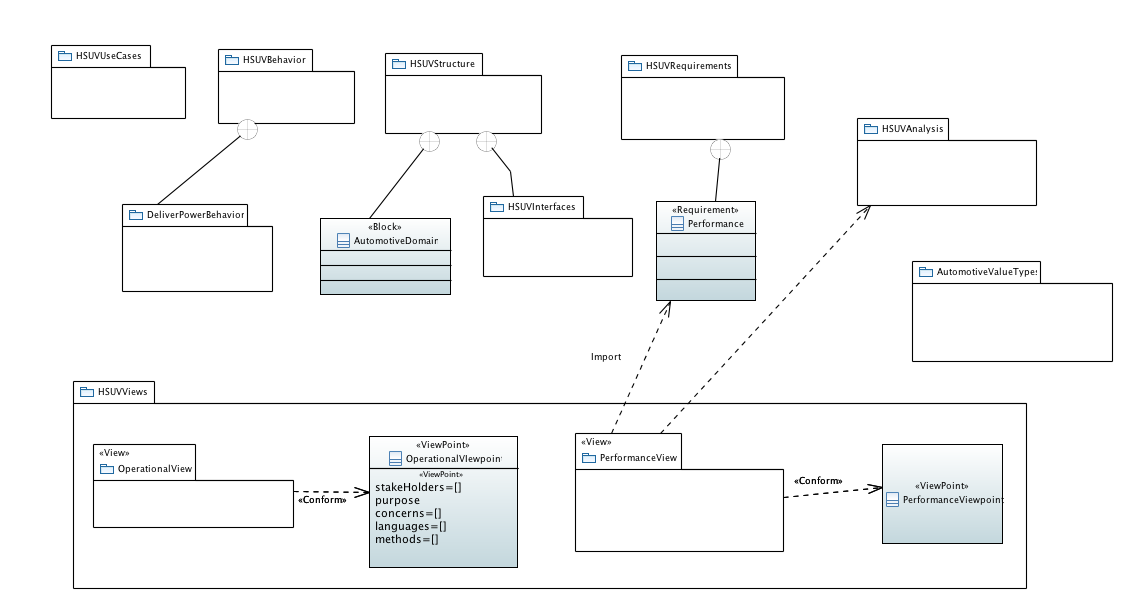 HSUVUseCases
HSUVBehavior
HSUVStructure
HSUVRequirements
HSUVAnalysis
DeliverPowerBehavior
«Block»
AutomotiveDomain
HSUVInterfaces
«Requirement»
Performance
AutomotiveValueTypes
Import
HSUVViews
«View»
OperationalView
«Conform»
«ViewPoint»
OperationalVIewpoint
«ViewPoint»
stakeHolders=[]
purpose
concerns=[]
languages=[]
methods=[]
«View»
PerformanceView
«Conform»
«ViewPoint»
PerformanceViewpoint